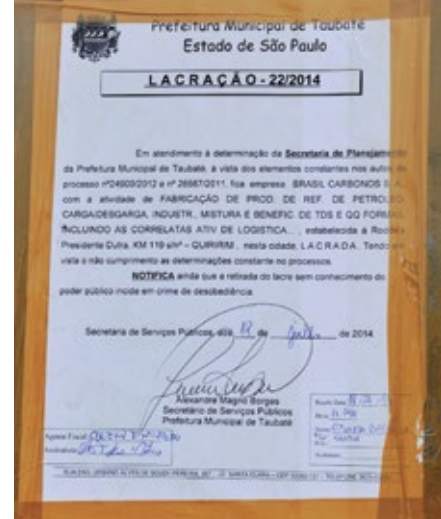 Prefeitura Municipal de Taubaté
Estado de São Paulo
LACRAÇÃO - 22/2014
Em atendimento à determinação da Secretaria de Planejamento
da Prefeitura Municipal de Taubaté, à vista dos elementos constantes nos autos do
processo nº24909/2012 e nº 26667/2011, fica empresa BRASIL CARBONOS S.A,
com a atividade de FABRICAÇÃO DE PROD. DE REF. DE PETROLEO
CARGA/DESGARGA, INDUSTR., MISTURA E BENEFIC. DE TDS E QQ FORMAS
INCLUINDO AS CORRELATAS ATIV DE LOGISTICA. , estabelecida à Rodovia
Presidente Dutra, KM 119 s/nº - QUIRIRIM , nesta cidade, L A C R A D A. Tendo em
vista o não cumprimento as determinações constante no processos.
NOTIFICA ainda que a retirada do lacre sem conhecimento do
poder público incide em crime de desobediência.
Secretaria de Serviços Públicos, aos de de 2014.
Alexandre Magno Borges
Secretário de Serviços Públicos
Prefeitura Municipal de Taubaté
Agente Fiscal
Assinatura